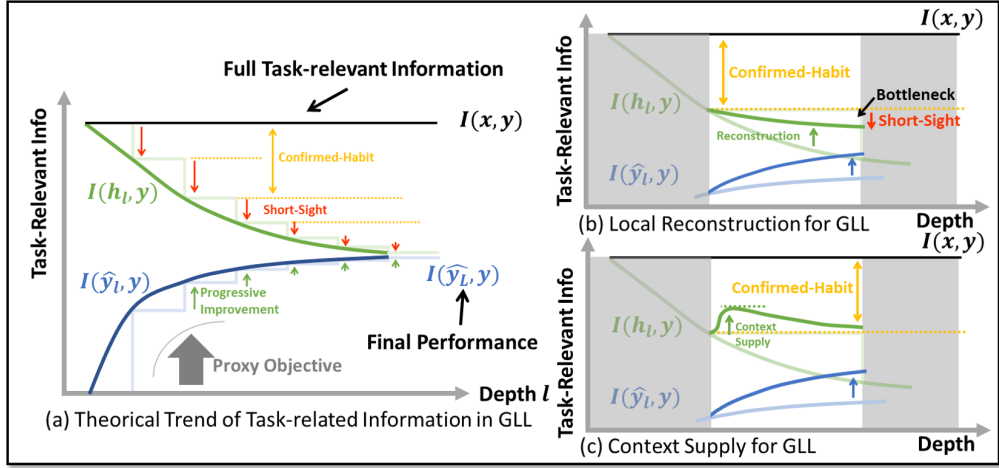 Task-Relevant Info
Full Task-relevant Information
I(x, y)
Confirmed-Habit
I(h_l, y)
Short-Sight
I(ŷ_l, y)
I(ŷ_L, y)
Progressive
Improvement
Final Performance
Proxy Objective
Depth l
(a) Theorical Trend of Task-related Information in GLL
Task-Relevant Info
I(x, y)
Confirmed-Habit
I(h_l, y)
Bottleneck
Short-Sight
Reconstruction
I(ŷ_l, y)
(b) Local Reconstruction for GLL
Depth
Task-Relevant Info
I(x, y)
Confirmed-Habit
I(h_l, y)
Context
Supply
I(ŷ_l, y)
(c) Context Supply for GLL
Depth